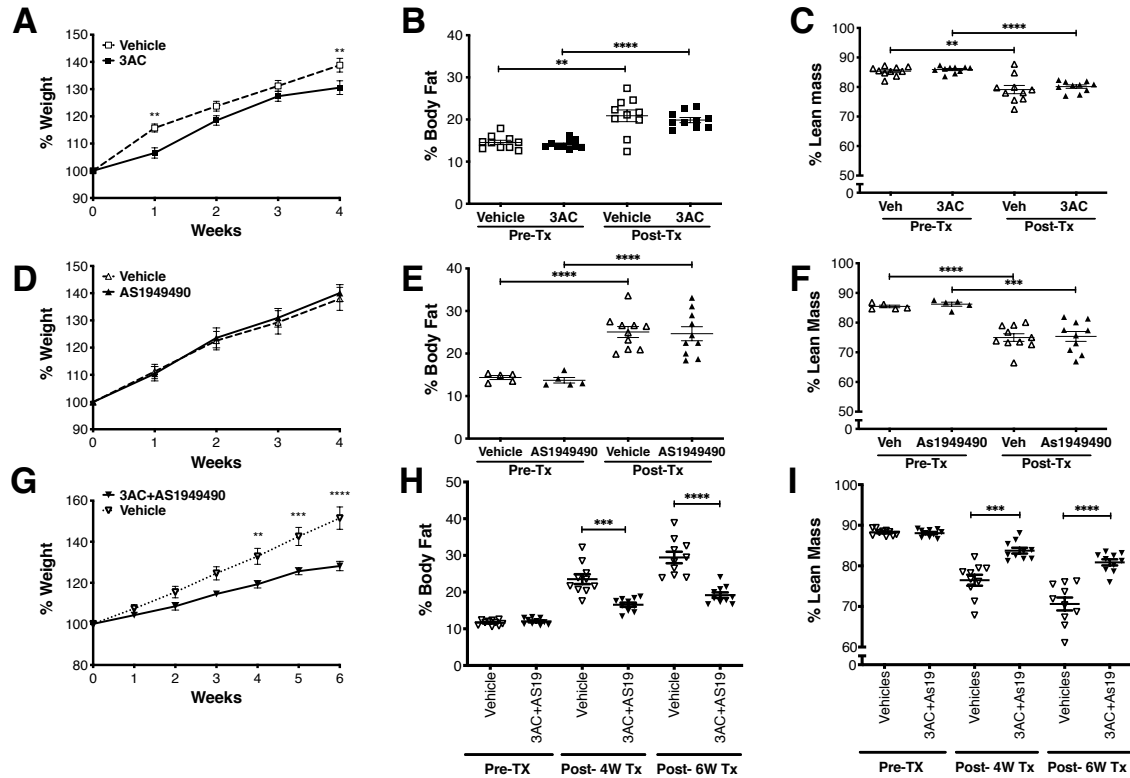 A
150
140
130
120
110
100
90
% Weight
Vehicle
3AC
**
**
0 1 2 3 4
Weeks
B
40
30
20
10
0
% Body Fat
****
**
Vehicle 3AC Vehicle 3AC
Pre-Tx Post-Tx
C
100
90
80
70
60
50
0
% Lean mass
****
**
Veh 3AC Veh 3AC
Pre-Tx Post-Tx
D
150
140
130
120
110
100
90
% Weight
Vehicle
AS1949490
0 1 2 3 4
Weeks
E
40
30
20
10
0
% Body Fat
****
****
Vehicle AS1949490 Vehicle AS1949490
Pre-Tx Post-Tx
F
100
90
80
70
60
50
0
% Lean Mass
****
***
Veh As1949490 Veh As1949490
Pre-Tx Post-Tx
G
160
140
120
100
80
% Weight
3AC+AS1949490
Vehicle
**
***
****
0 1 2 3 4 5 6
Weeks
H
50
40
30
20
10
0
% Body Fat
***
****
Vehicle
3AC+AS19
Vehicle
3AC+AS19
Vehicle
3AC+AS19
Pre-TX Post- 4W Tx Post- 6W Tx
I
100
90
80
70
60
0
% Lean Mass
***
****
Vehicles
3AC+As19
Vehicle
3AC+As19
Vehicle
3AC+As19
Pre-TX Post- 4W Tx Post- 6W Tx